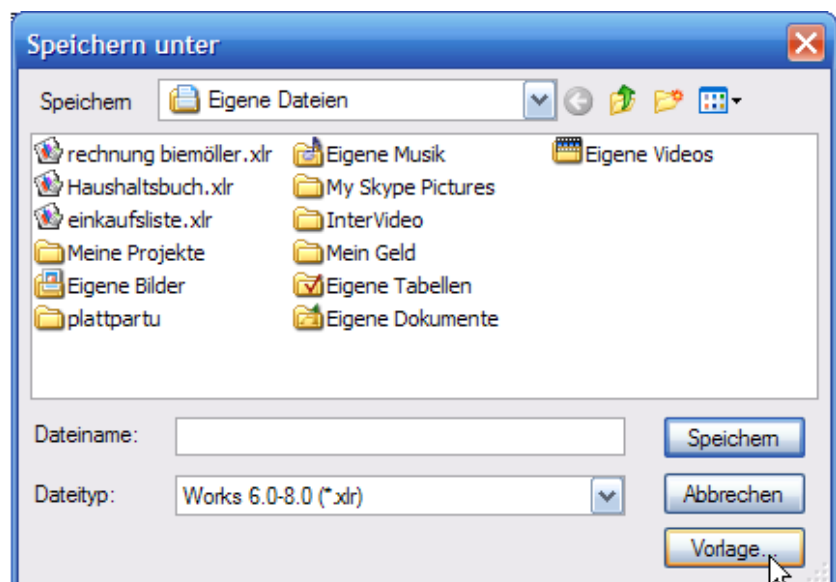 Speichern unter
Speichern Eigene Dateien
rechnung biemöller.xlr Eigene Musik Eigene Videos
Haushaltsbuch.xlr My Skype Pictures
einkaufsliste.xlr InterVideo
Meine Projekte Mein Geld
Eigene Bilder Eigene Tabellen
plattpartu Eigene Dokumente
Dateiname: Speichern
Dateityp: Works 6.0-8.0 (*.xlr) Abbrechen
Vorlage...